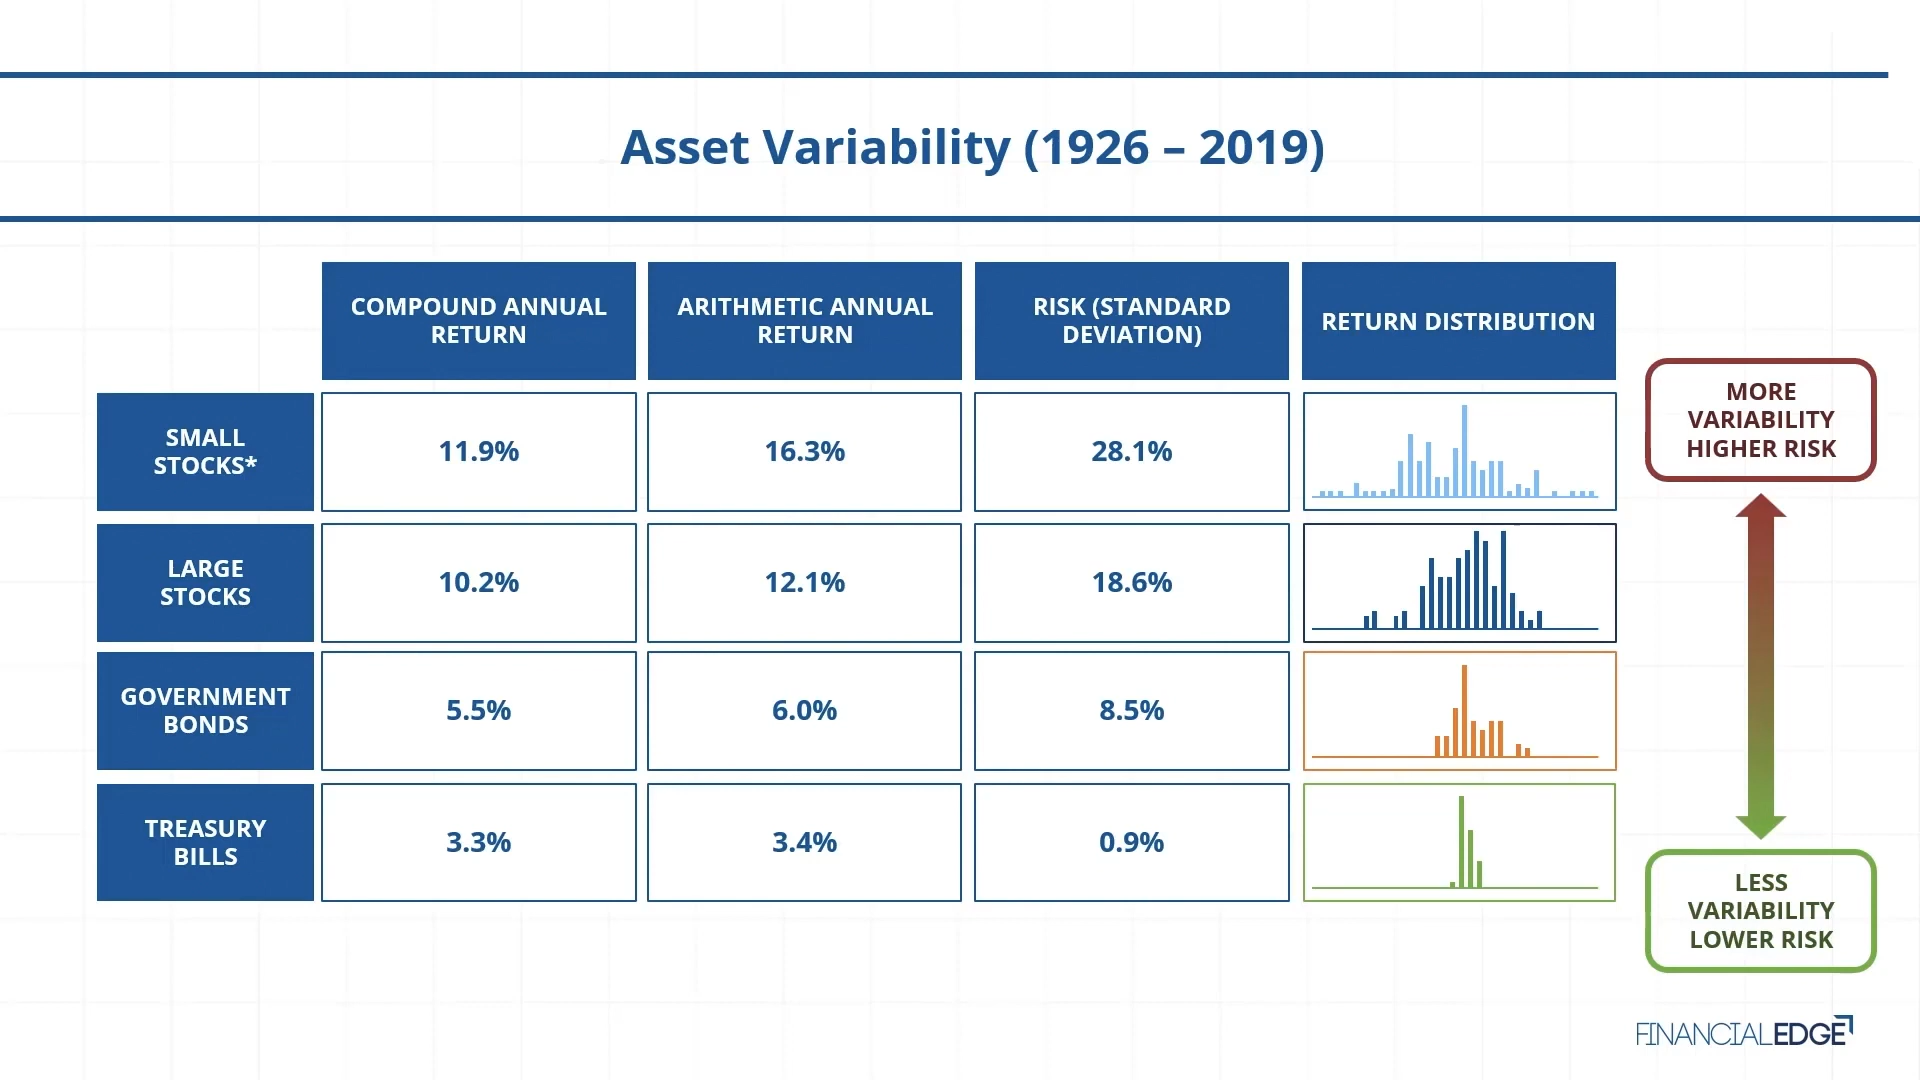 Asset Variability (1926 – 2019)
COMPOUND ANNUAL
RETURN
ARITHMETIC ANNUAL
RETURN
RISK (STANDARD
DEVIATION)
RETURN DISTRIBUTION
SMALL
STOCKS*
11.9%
16.3%
28.1%
LARGE
STOCKS
10.2%
12.1%
18.6%
GOVERNMENT
BONDS
5.5%
6.0%
8.5%
TREASURY
BILLS
3.3%
3.4%
0.9%
MORE
VARIABILITY
HIGHER RISK
LESS
VARIABILITY
LOWER RISK
FINANCIALEDGE